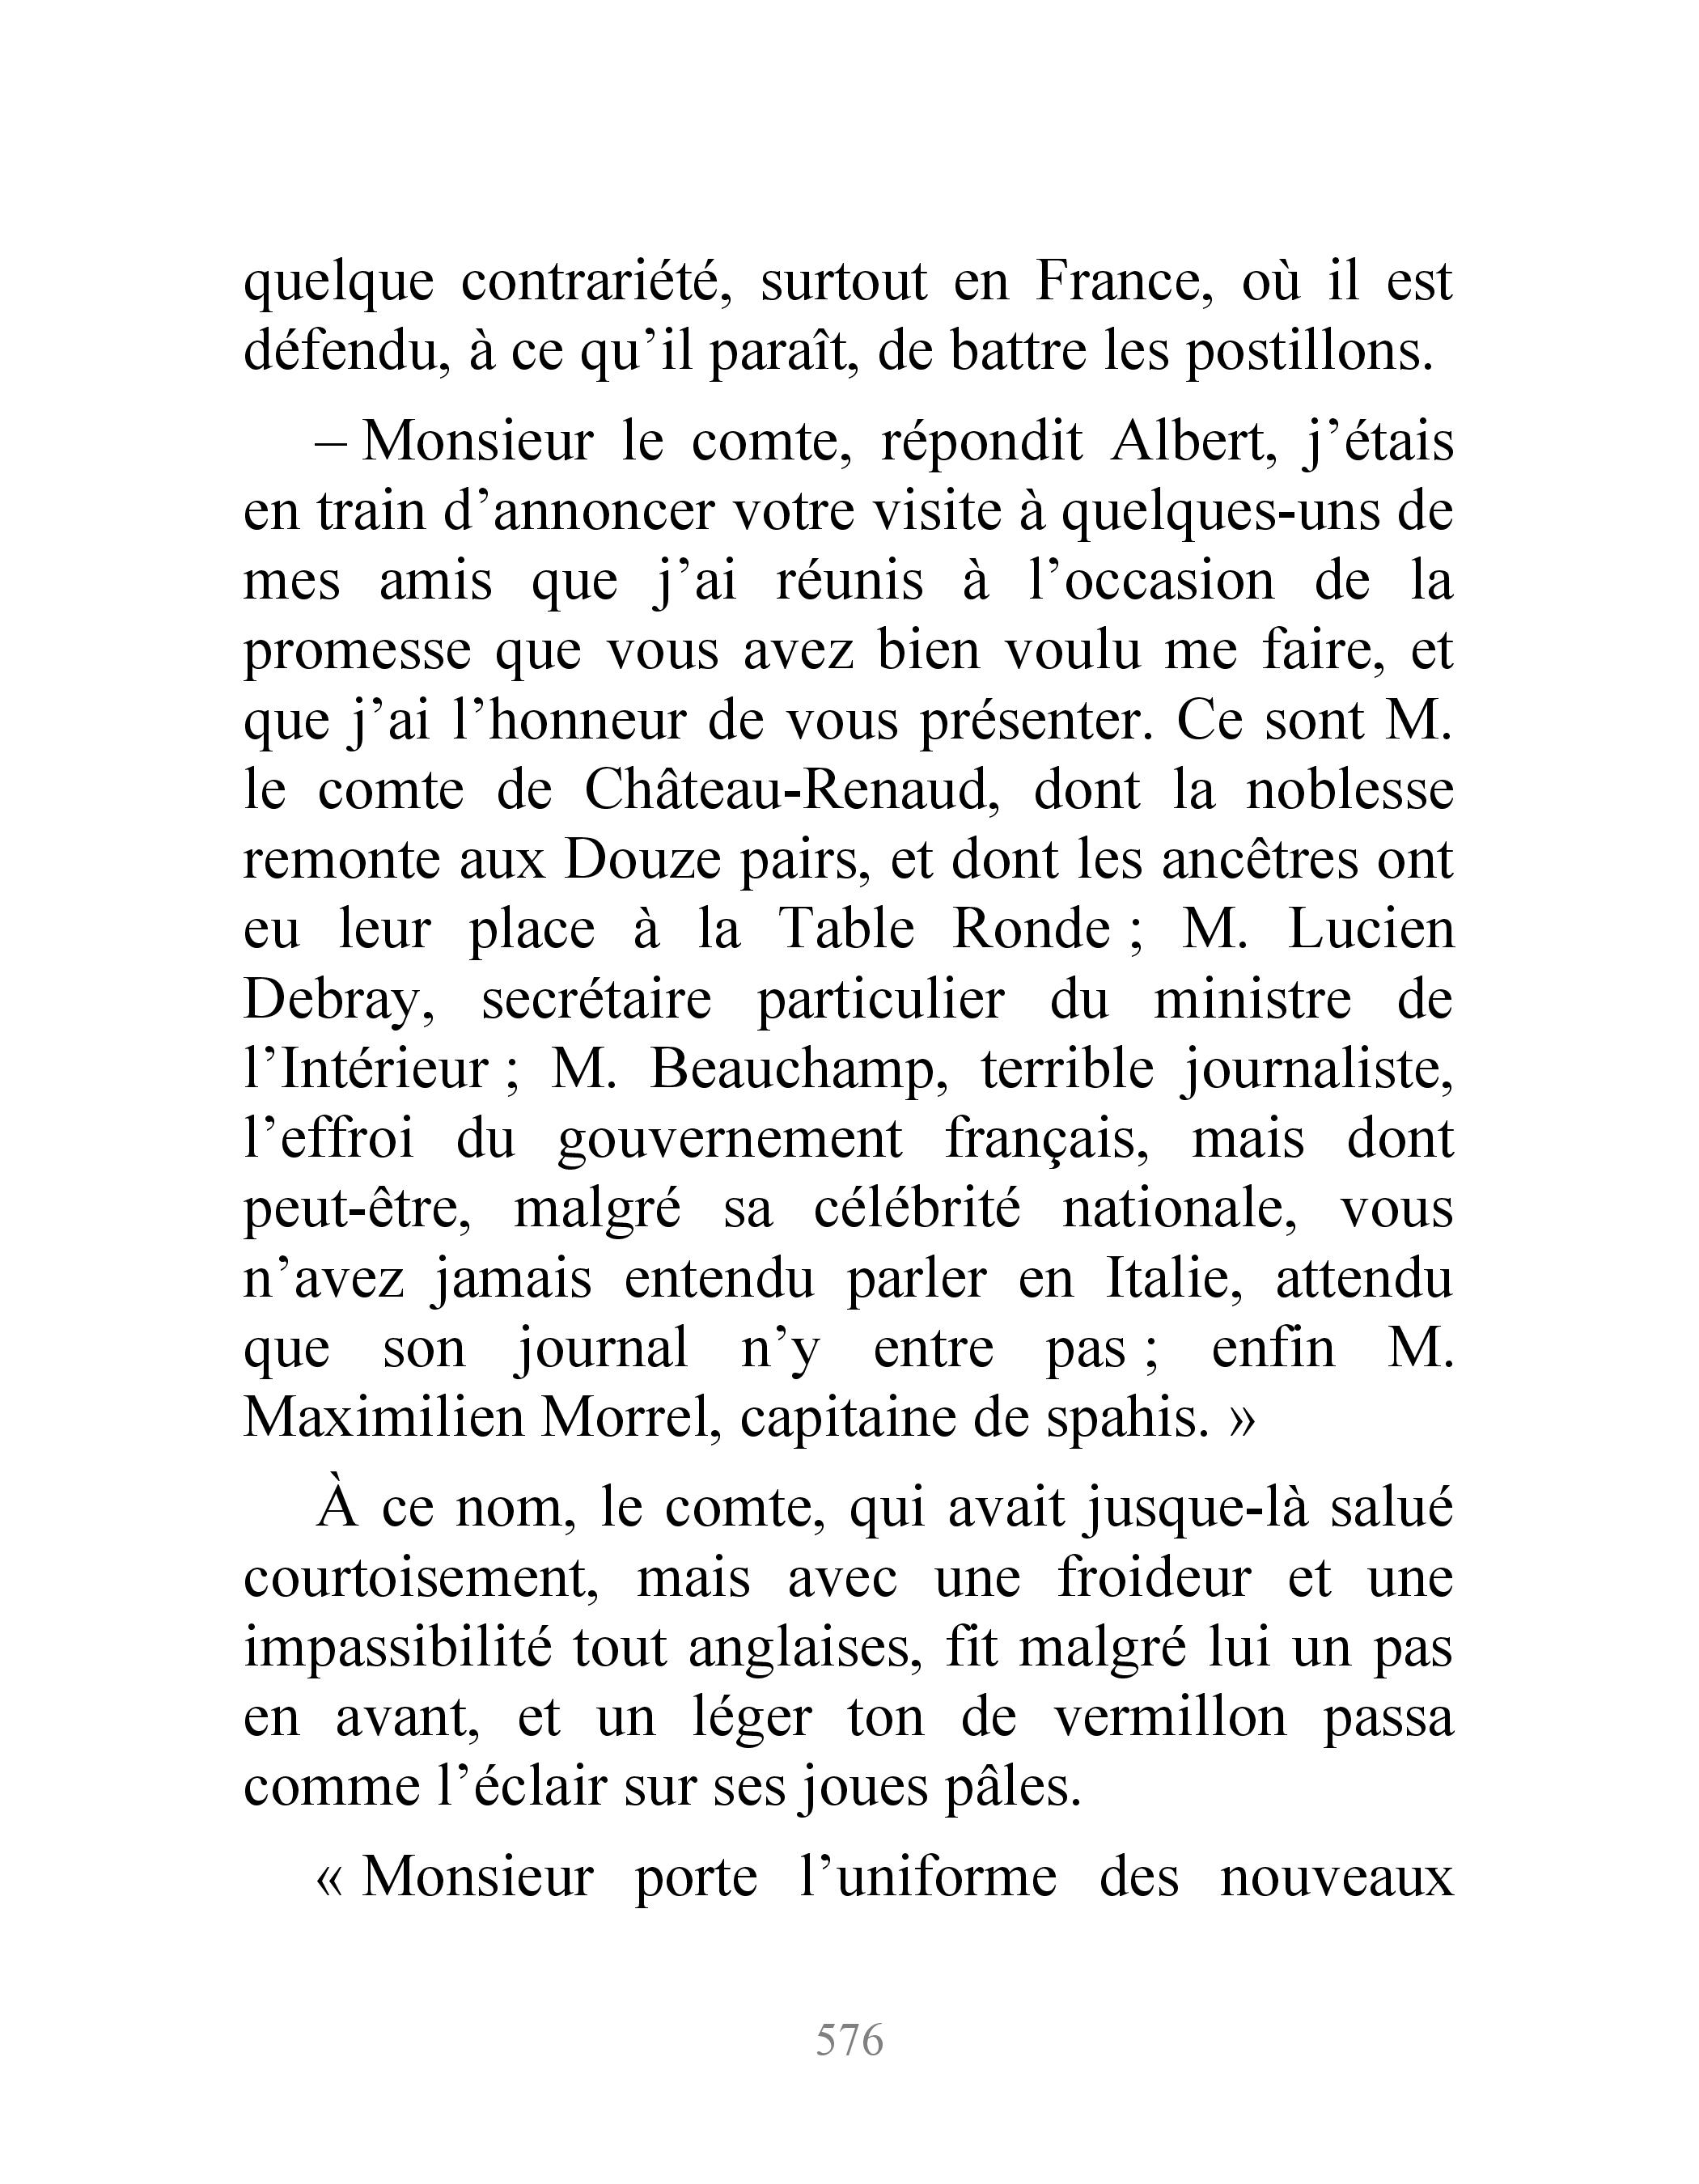 quelque contrariété, surtout en France, où il est
défendu, à ce qu’il paraît, de battre les postillons.
– Monsieur le comte, répondit Albert, j’étais
en train d’annoncer votre visite à quelques-uns de
mes amis que j’ai réunis à l’occasion de la
promesse que vous avez bien voulu me faire, et
que j’ai l’honneur de vous présenter. Ce sont M.
le comte de Château-Renaud, dont la noblesse
remonte aux Douze pairs, et dont les ancêtres ont
eu leur place à la Table Ronde ; M. Lucien
Debray, secrétaire particulier du ministre de
l’Intérieur ; M. Beauchamp, terrible journaliste,
l’effroi du gouvernement français, mais dont
peut-être, malgré sa célébrité nationale, vous
n’avez jamais entendu parler en Italie, attendu
que son journal n’y entre pas ; enfin M.
Maximilien Morrel, capitaine de spahis. »
À ce nom, le comte, qui avait jusque-là salué
courtoisement, mais avec une froideur et une
impassibilité tout anglaises, fit malgré lui un pas
en avant, et un léger ton de vermillon passa
comme l’éclair sur ses joues pâles.
« Monsieur porte l’uniforme des nouveaux
576